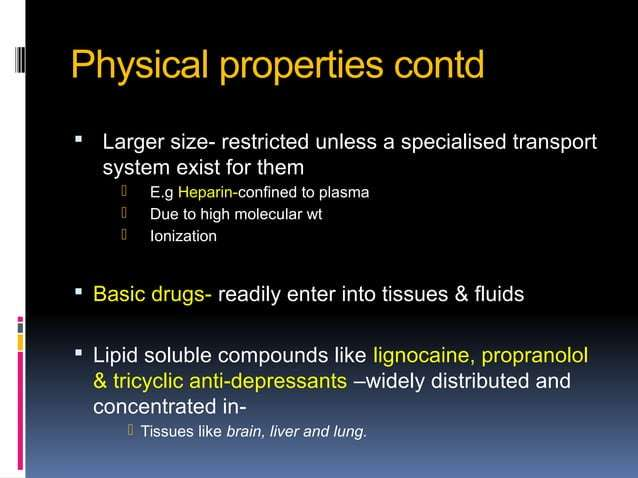 Physical properties contd
Larger size- restricted unless a specialised transport
system exist for them
E.g Heparin-confined to plasma
Due to high molecular wt
Ionization
Basic drugs- readily enter into tissues & fluids
Lipid soluble compounds like lignocaine, propranolol
& tricyclic anti-depressants –widely distributed and
concentrated in-
Tissues like brain, liver and lung.